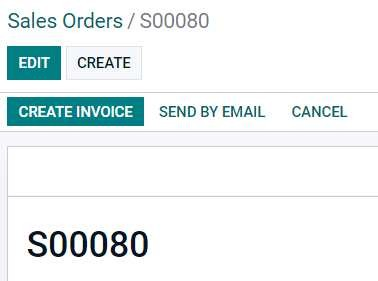 Sales Orders / S00080
EDIT CREATE
CREATE INVOICE SEND BY EMAIL CANCEL
S00080